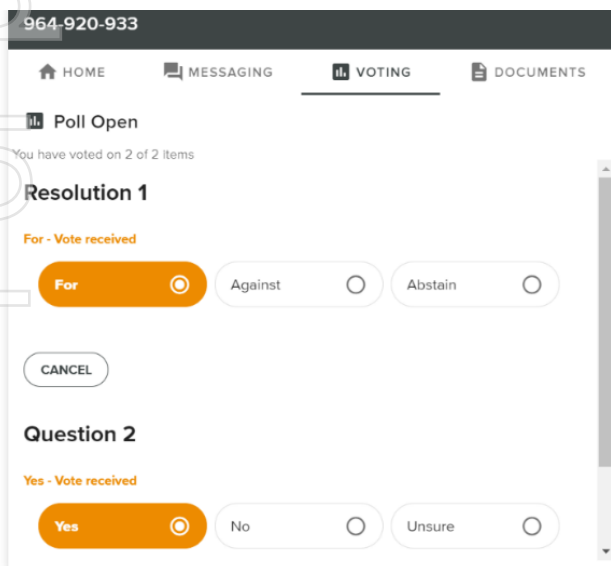 964-920-933
HOME MESSAGING VOTING DOCUMENTS
Poll Open
You have voted on 2 of 2 items
Resolution 1
For - Vote received
For Against Abstain
CANCEL
Question 2
Yes - Vote received
Yes No Unsure